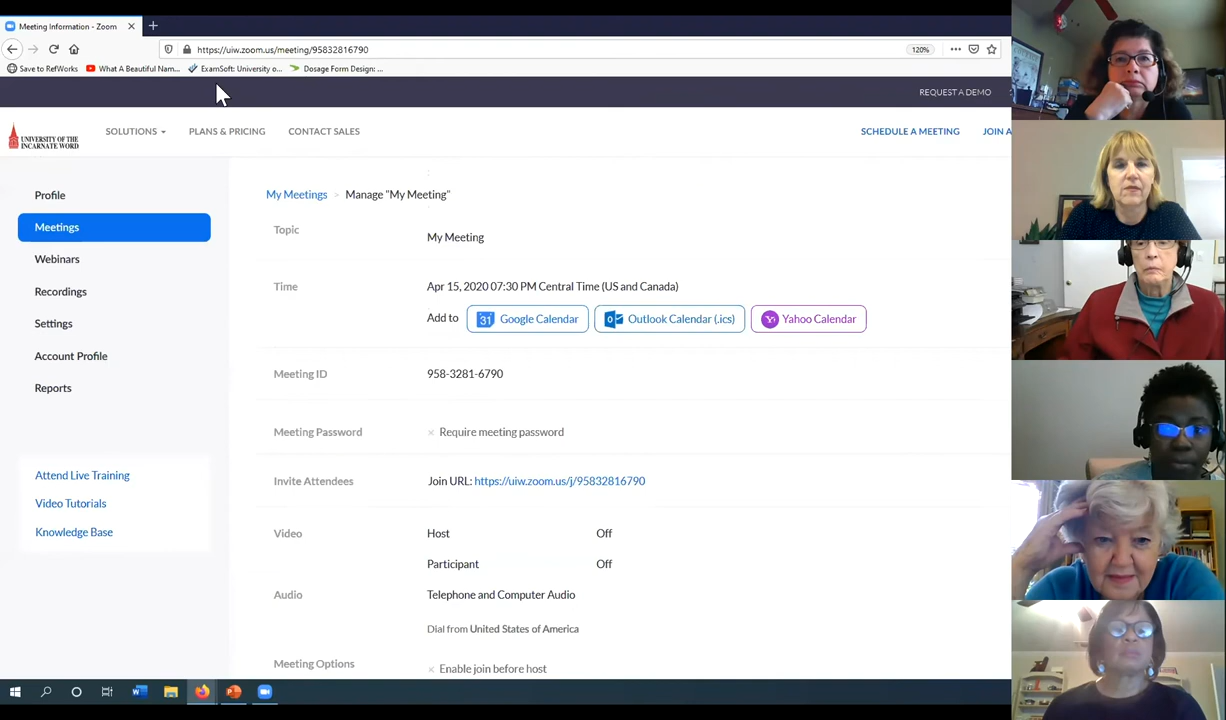 Meeting Information - Zoom
https://uiw.zoom.us/meeting/95832816790
120%
Save to RefWorks
What A Beautiful Nam...
ExamSoft: University o...
Dosage Form Design: ...
REQUEST A DEMO
UNIVERSITY OF THE
INCARNATE WORD
SOLUTIONS
PLANS & PRICING
CONTACT SALES
SCHEDULE A MEETING
JOIN A
Profile
Meetings
Webinars
Recordings
Settings
Account Profile
Reports
Attend Live Training
Video Tutorials
Knowledge Base
My Meetings > Manage "My Meeting"
Topic
My Meeting
Time
Apr 15, 2020 07:30 PM Central Time (US and Canada)
Add to
31 Google Calendar
Outlook Calendar (.ics)
Yahoo Calendar
Meeting ID
958-3281-6790
Meeting Password
× Require meeting password
Invite Attendees
Join URL: https://uiw.zoom.us/j/95832816790
Video
Host
Off
Participant
Off
Audio
Telephone and Computer Audio
Dial from United States of America
Meeting Options
× Enable join before host